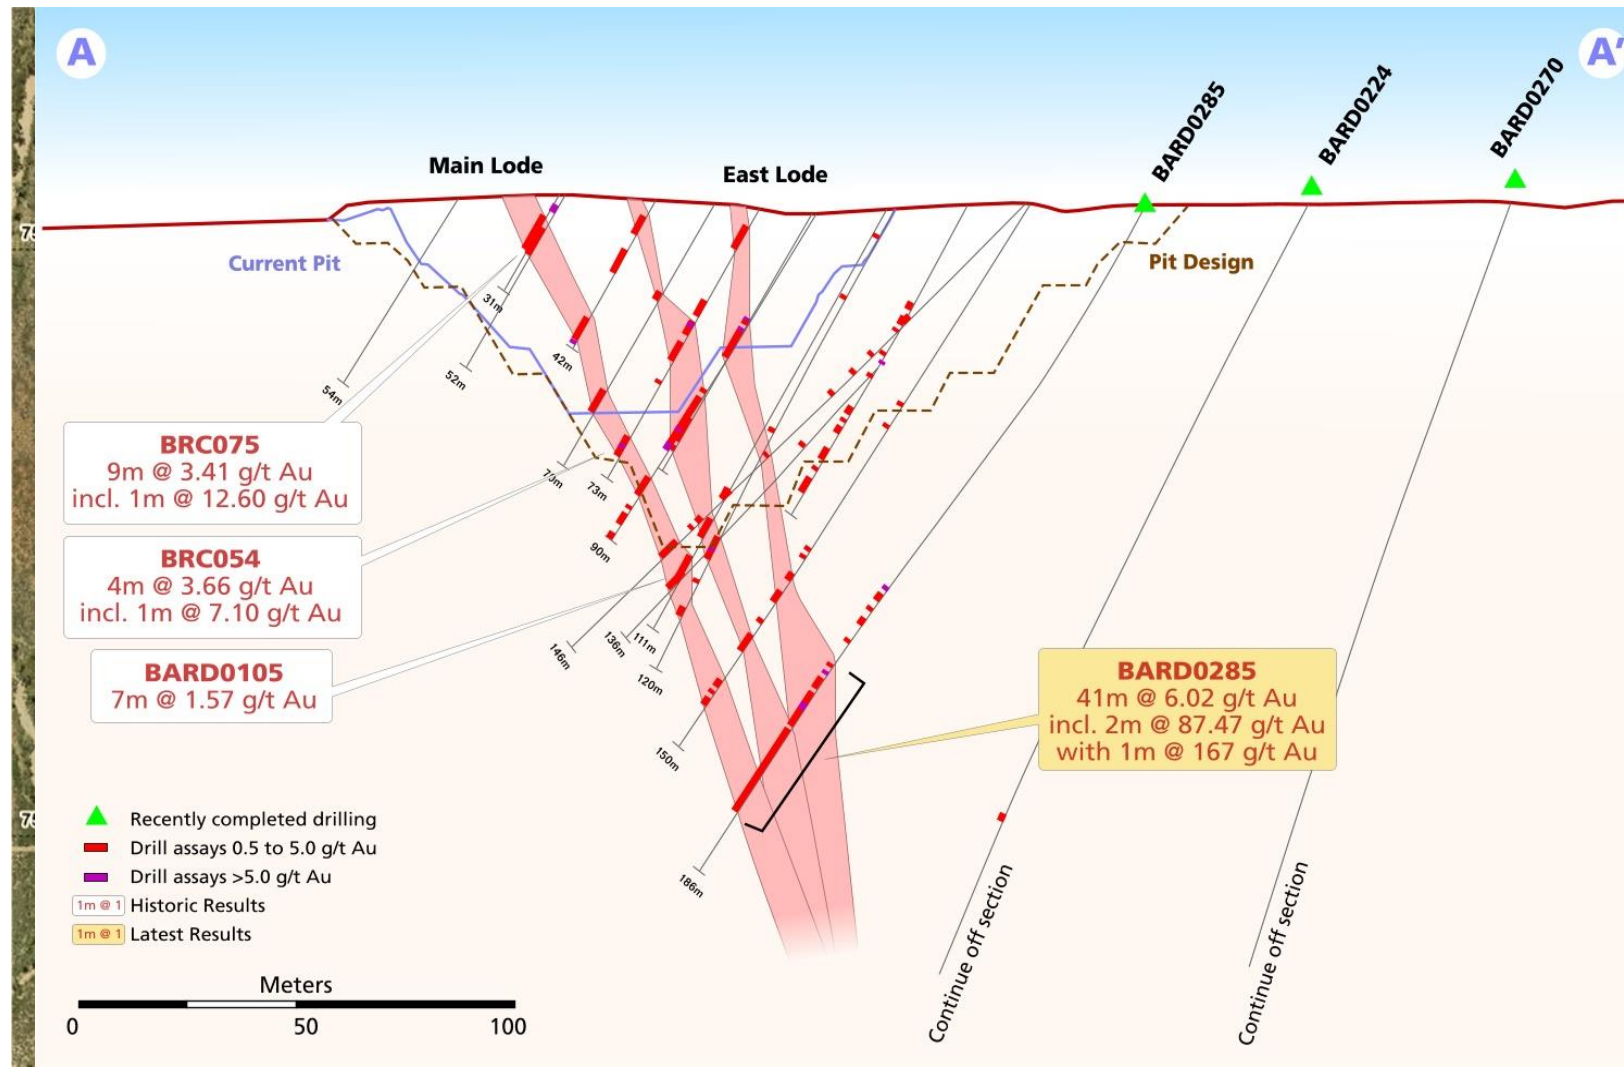 A
A'
BARD0285
BARD0224
BARD0270
Main Lode
East Lode
Current Pit
Pit Design
31m
42m
52m
54m
73m
90m
BRC075
9m @ 3.41 g/t Au
incl. 1m @ 12.60 g/t Au
BRC054
4m @ 3.66 g/t Au
incl. 1m @ 7.10 g/t Au
BARD0105
7m @ 1.57 g/t Au
146m
136m
111m
120m
150m
186m
BARD0285
41m @ 6.02 g/t Au
incl. 2m @ 87.47 g/t Au
with 1m @ 167 g/t Au
Recently completed drilling
Drill assays 0.5 to 5.0 g/t Au
Drill assays >5.0 g/t Au
1m @ 1 Historic Results
1m @ 1 Latest Results
Continue off section
Continue off section
Meters
0 50 100